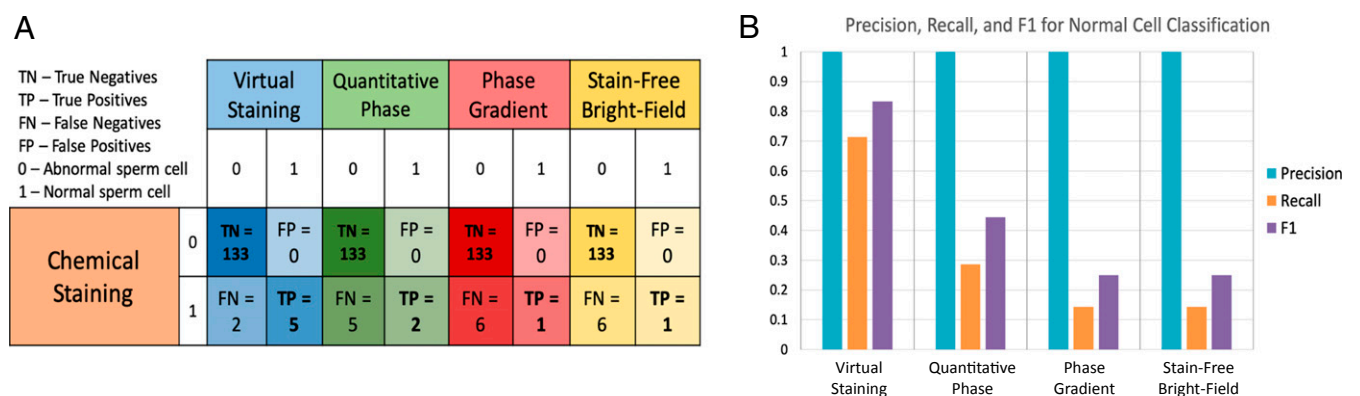 A
TN – True Negatives
TP – True Positives
FN – False Negatives
FP – False Positives
0 – Abnormal sperm cell
1 – Normal sperm cell
Virtual Staining
Quantitative Phase
Phase Gradient
Stain-Free Bright-Field
0 1 0 1 0 1 0 1
Chemical Staining
0
TN = 133
FP = 0
TN = 133
FP = 0
TN = 133
FP = 0
TN = 133
FP = 0
1
FN = 2
TP = 5
FN = 5
TP = 2
FN = 6
TP = 1
FN = 6
TP = 1
B
Precision, Recall, and F1 for Normal Cell Classification
1
0.9
0.8
0.7
0.6
0.5
0.4
0.3
0.2
0.1
0
Virtual Staining
Quantitative Phase
Phase Gradient
Stain-Free Bright-Field
Precision
Recall
F1